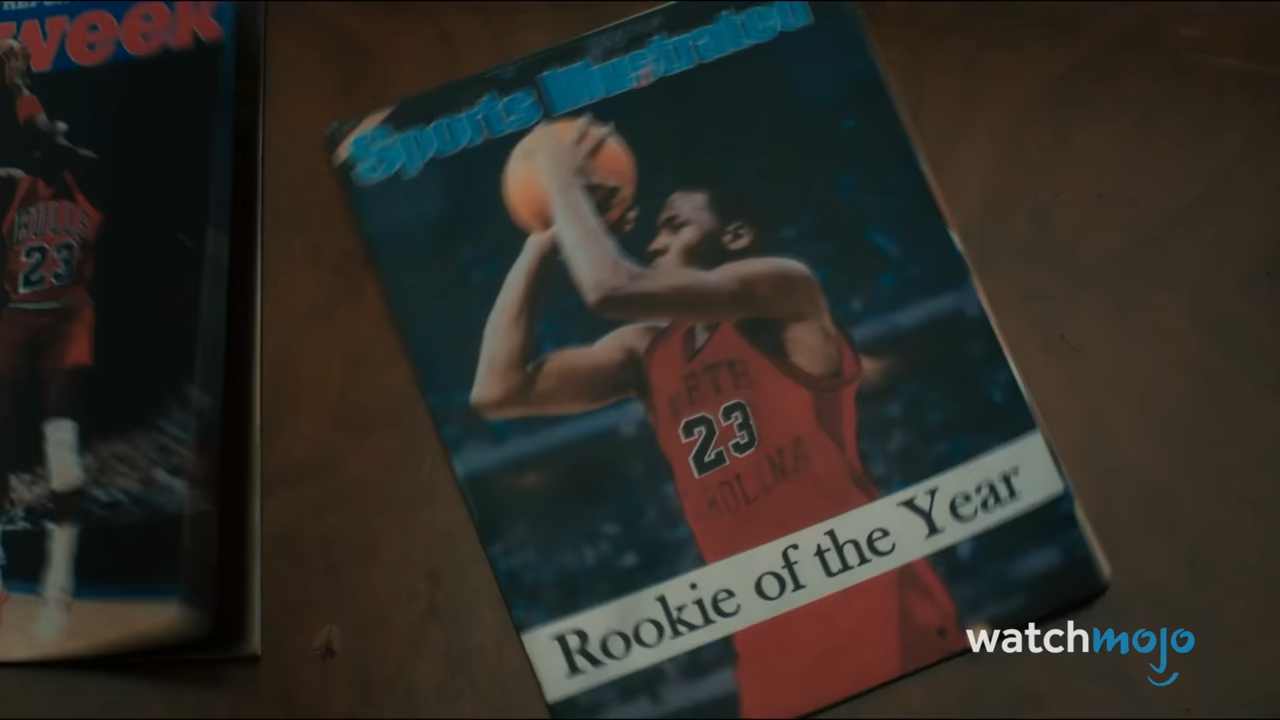 week
BULLS
23
Sports Illustrated
23
Rookie of the Year
watchmojo